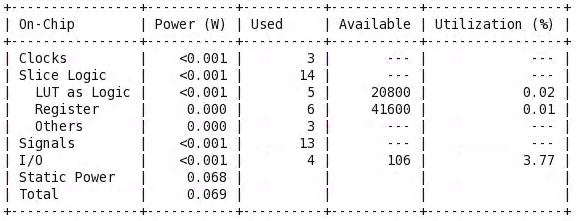 +--------------------------+-----------+----------+-----------+-----------------+
| On-Chip | Power (W) | Used | Available | Utilization (%) |
+--------------------------+-----------+----------+-----------+-----------------+
| Clocks | <0.001 | 3 | --- | --- |
| Slice Logic | <0.001 | 14 | --- | --- |
| LUT as Logic | <0.001 | 5 | 20800 | 0.02 |
| Register | 0.000 | 6 | 41600 | 0.01 |
| Others | 0.000 | 3 | --- | --- |
| Signals | <0.001 | 13 | --- | --- |
| I/O | <0.001 | 4 | 106 | 3.77 |
| Static Power | 0.068 | | | |
| Total | 0.069 | | | |
+--------------------------+-----------+----------+-----------+-----------------+